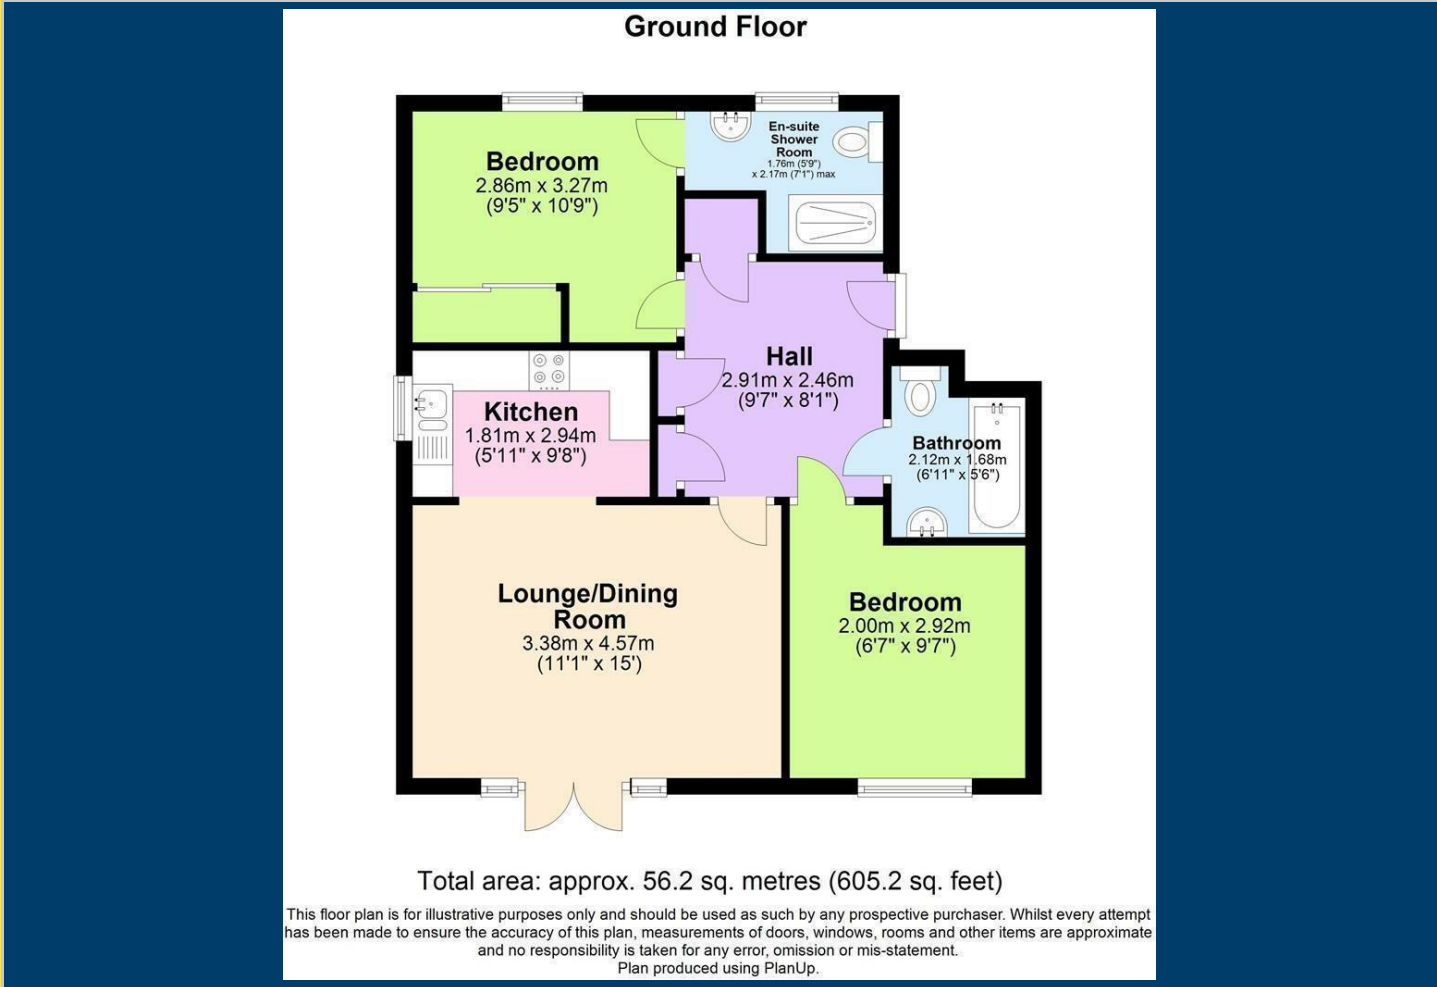 Ground Floor
Bedroom
2.86m x 3.27m
(9'5" x 10'9")
En-suite
Shower
Room
1.76m (5'9")
x 2.17m (7'1") max
Hall
2.91m x 2.46m
(9'7" x 8'1")
Kitchen
1.81m x 2.94m
(5'11" x 9'8")
Bathroom
2.12m x 1.68m
(6'11" x 5'6")
Lounge/Dining
Room
3.38m x 4.57m
(11'1" x 15')
Bedroom
2.00m x 2.92m
(6'7" x 9'7")
Total area: approx. 56.2 sq. metres (605.2 sq. feet)
This floor plan is for illustrative purposes only and should be used as such by any prospective purchaser. Whilst every attempt
has been made to ensure the accuracy of this plan, measurements of doors, windows, rooms and other items are approximate
and no responsibility is taken for any error, omission or mis-statement.
Plan produced using PlanUp.